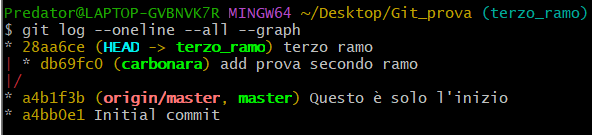 Predator@LAPTOP-GVBNVK7R MINGW64 ~/Desktop/Git_prova (terzo_ramo)
$ git log --oneline --all --graph
* 28aa6ce (HEAD -> terzo_ramo) terzo ramo
| * db69fc0 (carbonara) add prova secondo ramo
|/
* a4b1f3b (origin/master, master) Questo è solo l'inizio
* a4bb0e1 Initial commit